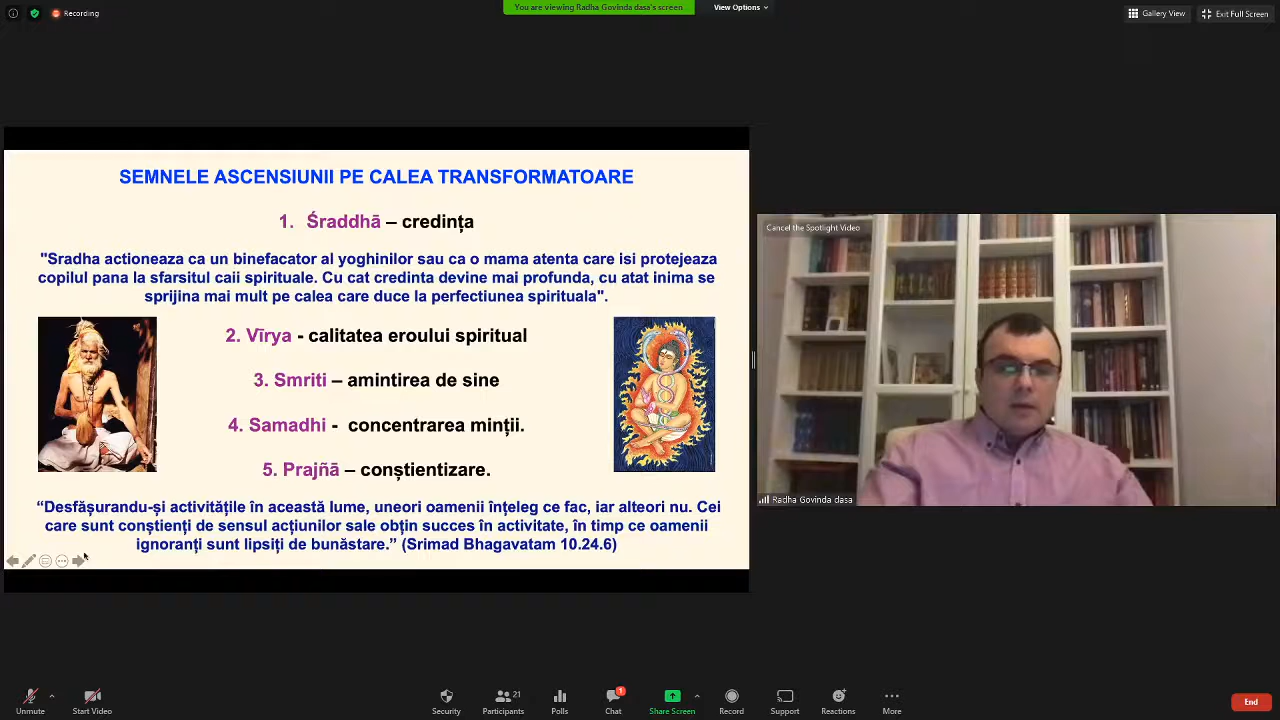 Recording
You are viewing Radha Govinda dasa's screen
View Options
Gallery View
Exit Full Screen
SEMNELE ASCENSIUNII PE CALEA TRANSFORMATOARE
1. Śraddhā – credința
"Sradha actioneaza ca un binefacator al yoghinilor sau ca o mama atenta care isi protejeaza
copilul pana la sfarsitul caii spirituale. Cu cat credinta devine mai profunda, cu atat inima se
sprijina mai mult pe calea care duce la perfectiunea spirituala".
2. Vīrya - calitatea eroului spiritual
3. Smriti – amintirea de sine
4. Samadhi - concentrarea minții.
5. Prajñā – conștientizare.
“Desfășurandu-și activitățile în această lume, uneori oamenii înțeleg ce fac, iar alteori nu. Cei
care sunt conștienți de sensul acțiunilor sale obțin succes în activitate, în timp ce oamenii
ignoranți sunt lipsiți de bunăstare.” (Srimad Bhagavatam 10.24.6)
Cancel the Spotlight Video
Radha Govinda dasa
Unmute
Start Video
Security
Participants 21
Polls
Chat 1
Share Screen
Record
Support
Reactions
More
End